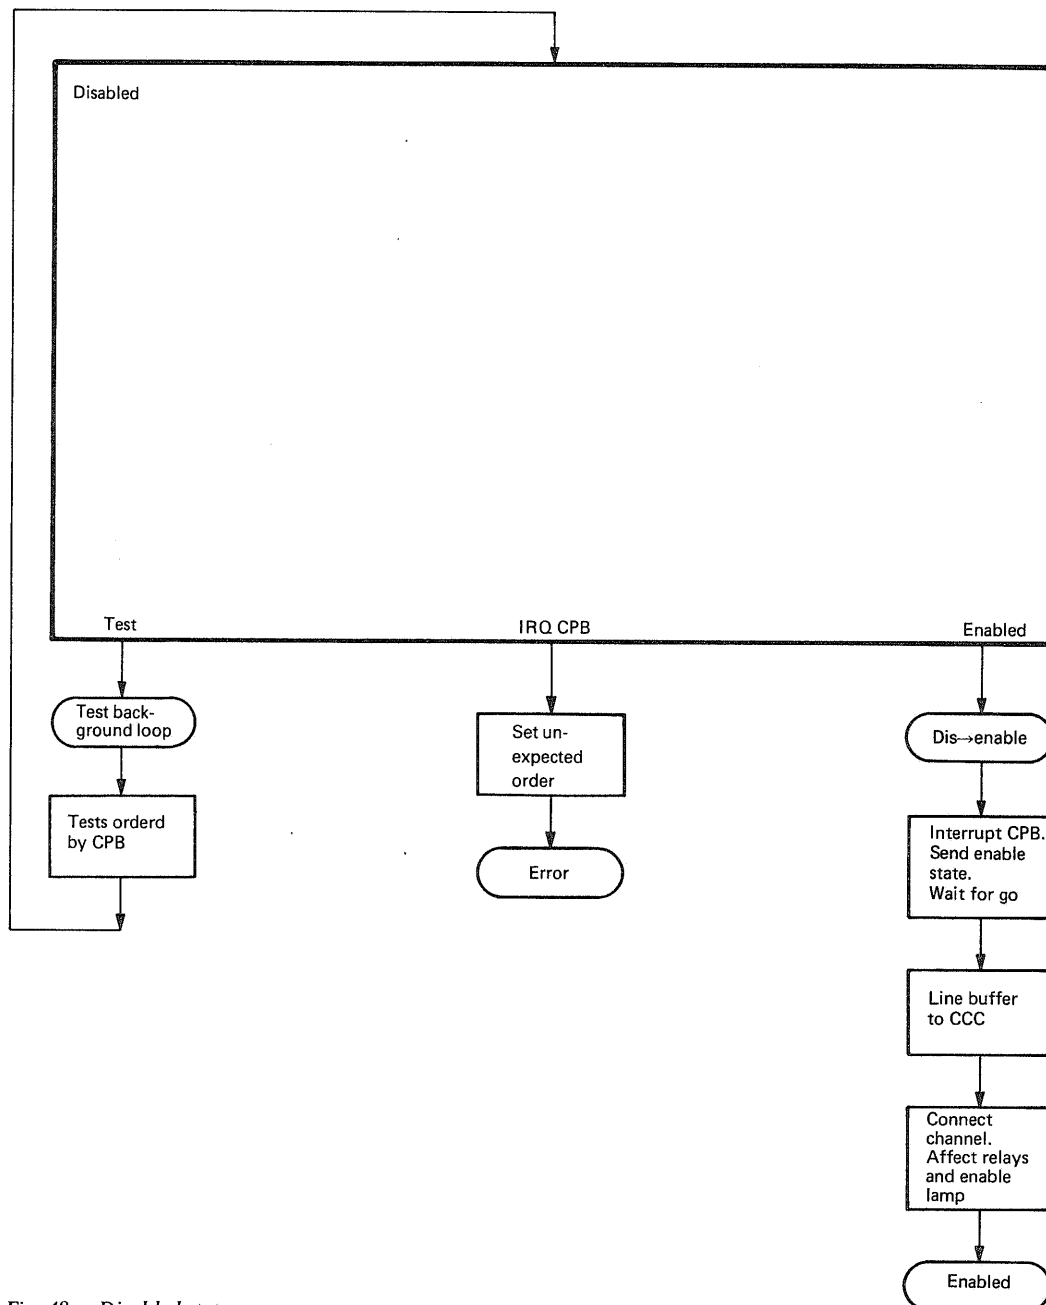 Disabled
Test
IRQ CPB
Enabled
Test back-
ground loop
Set un-
expected
order
Dis→enable
Tests orderd
by CPB
Interrupt CPB.
Send enable
state.
Wait for go
Error
Line buffer
to CCC
Connect
channel.
Affect relays
and enable
lamp
Enabled